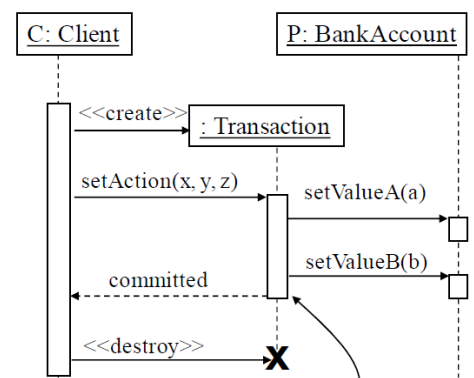 C: Client
P: BankAccount
<<create>>
: Transaction
setAction(x, y, z)
setValueA(a)
setValueB(b)
committed
<<destroy>>
X